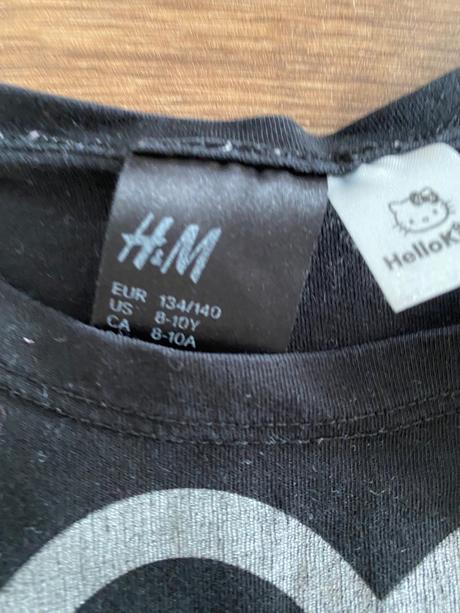 H&M
EUR 134/140
US 8-10Y
CA 8-10A
HelloK